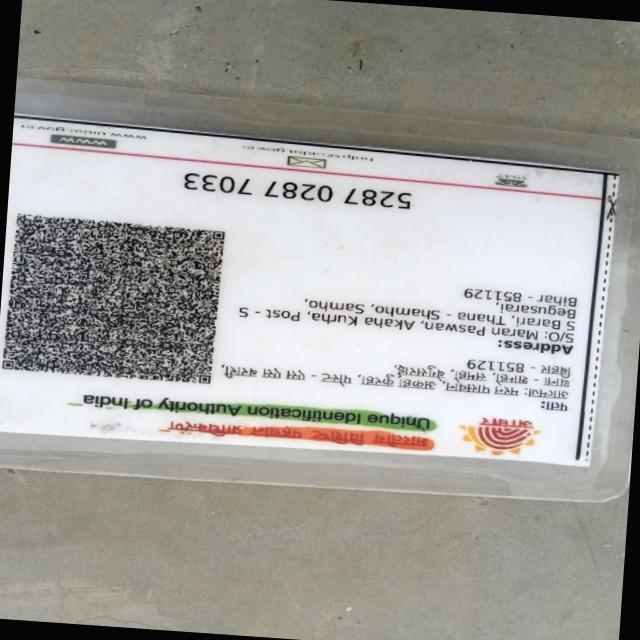 भारतीय विशिष्ट पहचान प्राधिकरण
Unique Identification Authority of India
आधार
पता:
आत्मज: मरन पासवान, अकहा कुरहा, पोस्ट - एस एस बरारी,
थाना - शाम्हो, साम्हो, बेगूसराई,
बिहार - 851129
Address:
S/O: Maran Paswan, Akaha Kurha, Post - S
S Barari, Thana - Shamho, Samho,
Begusarai,
Bihar - 851129
5287 0287 7033
1947
help@uidai.gov.in
WWW
www.uidai.gov.in